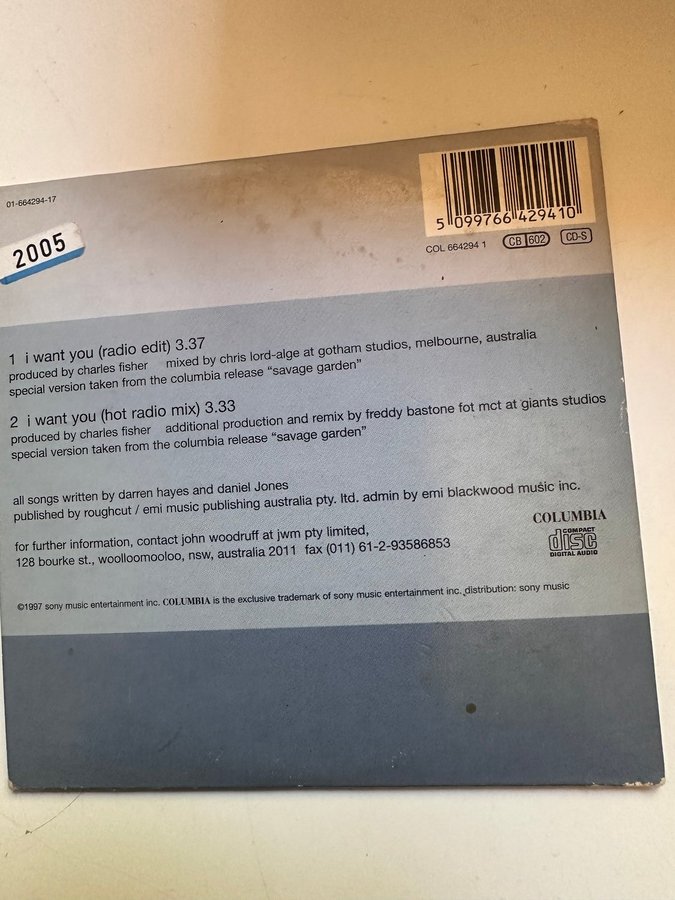 01-664294-17
2005
5 099766 429410
COL 664294 1 CB 602 CD-S
1 i want you (radio edit) 3.37
produced by charles fisher mixed by chris lord-alge at gotham studios, melbourne, australia
special version taken from the columbia release “savage garden”
2 i want you (hot radio mix) 3.33
produced by charles fisher additional production and remix by freddy bastone fot mct at giants studios
special version taken from the columbia release “savage garden”
all songs written by darren hayes and daniel Jones
published by roughcut / emi music publishing australia pty. ltd. admin by emi blackwood music inc.
for further information, contact john woodruff at jwm pty limited,
128 bourke st., woolloomooloo, nsw, australia 2011 fax (011) 61-2-93586853
COLUMBIA
COMPACT
disc
DIGITAL AUDIO
©1997 sony music entertainment inc. COLUMBIA is the exclusive trademark of sony music entertainment inc. distribution: sony music